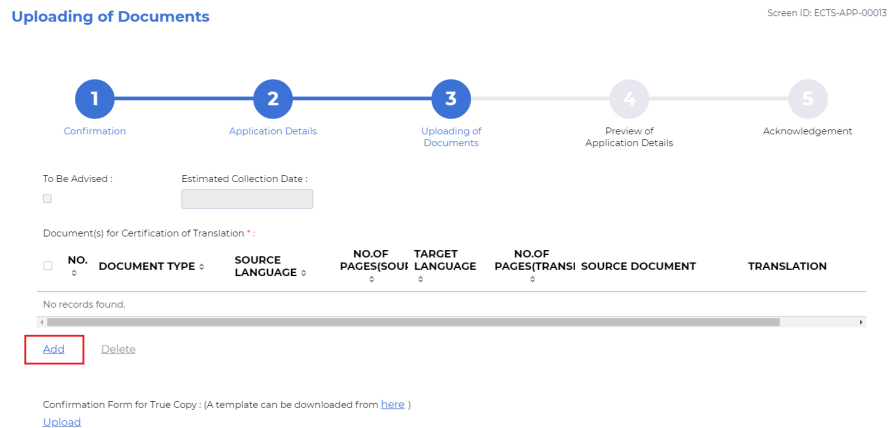 Uploading of Documents
Screen ID: ECTS-APP-00013
1
2
3
4
5
Confirmation
Application Details
Uploading of
Documents
Preview of
Application Details
Acknowledgement
To Be Advised :
Estimated Collection Date :
Document(s) for Certification of Translation * :
NO.
DOCUMENT TYPE
SOURCE
LANGUAGE
NO.OF
PAGES(SOUR
TARGET
LANGUAGE
NO.OF
PAGES(TRANSL
SOURCE DOCUMENT
TRANSLATION
No records found.
Add
Delete
Confirmation Form for True Copy : (A template can be downloaded from here )
Upload